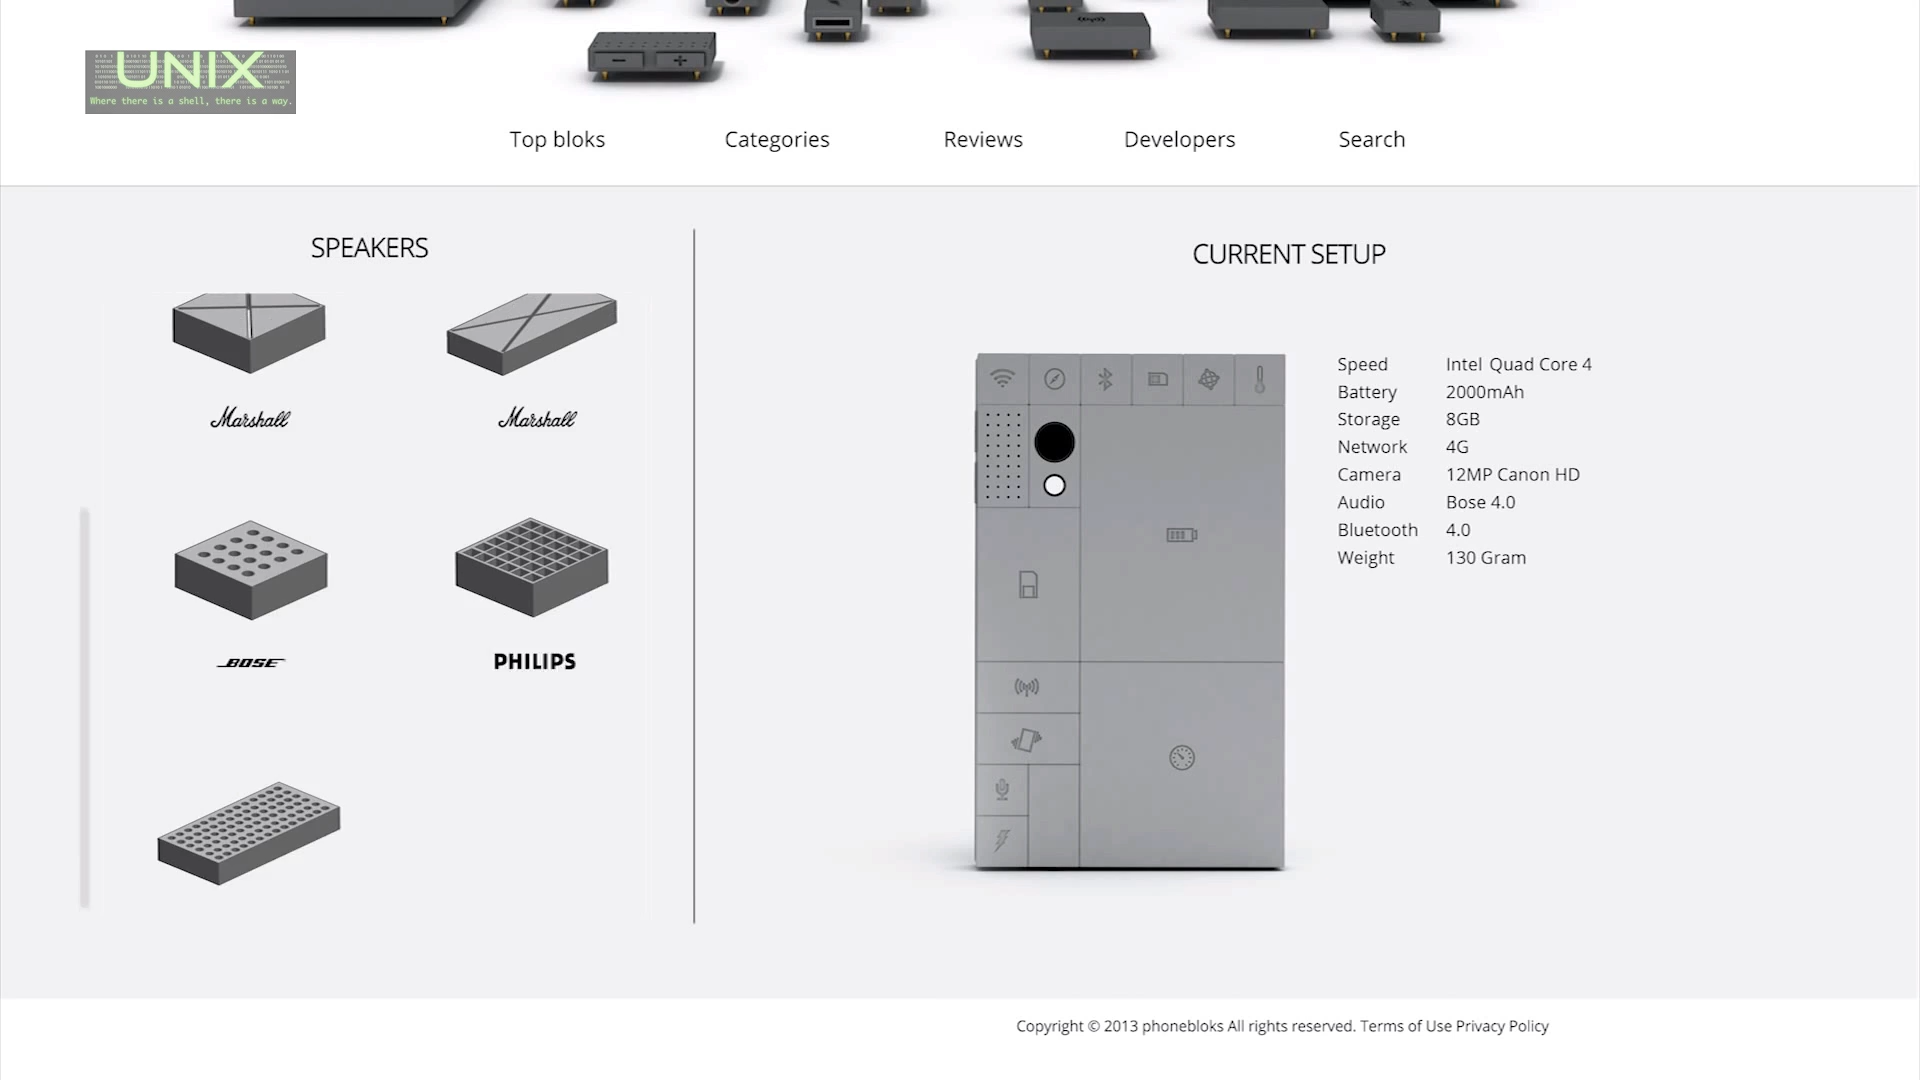 UNIX
Where there is a shell, there is a way.
Top bloks
Categories
Reviews
Developers
Search
SPEAKERS
CURRENT SETUP
Marshall
Marshall
BOSE
PHILIPS
Speed Intel Quad Core 4
Battery 2000mAh
Storage 8GB
Network 4G
Camera 12MP Canon HD
Audio Bose 4.0
Bluetooth 4.0
Weight 130 Gram
Copyright © 2013 phonebloks All rights reserved. Terms of Use Privacy Policy